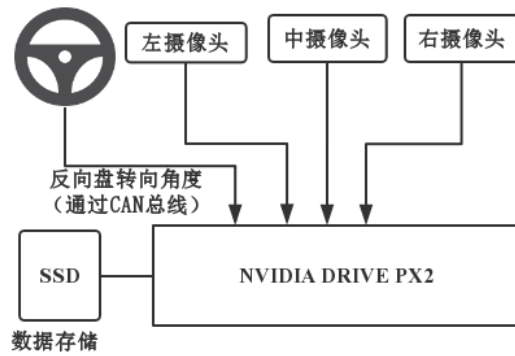 左摄像头
中摄像头
右摄像头
反向盘转向角度
（通过CAN总线）
SSD
NVIDIA DRIVE PX2
数据存储